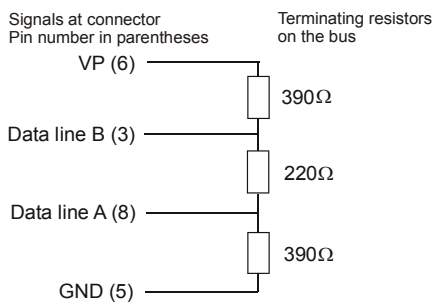 Signals at connector
Pin number in parentheses
Terminating resistors
on the bus
VP (6)
390Ω
Data line B (3)
220Ω
Data line A (8)
390Ω
GND (5)